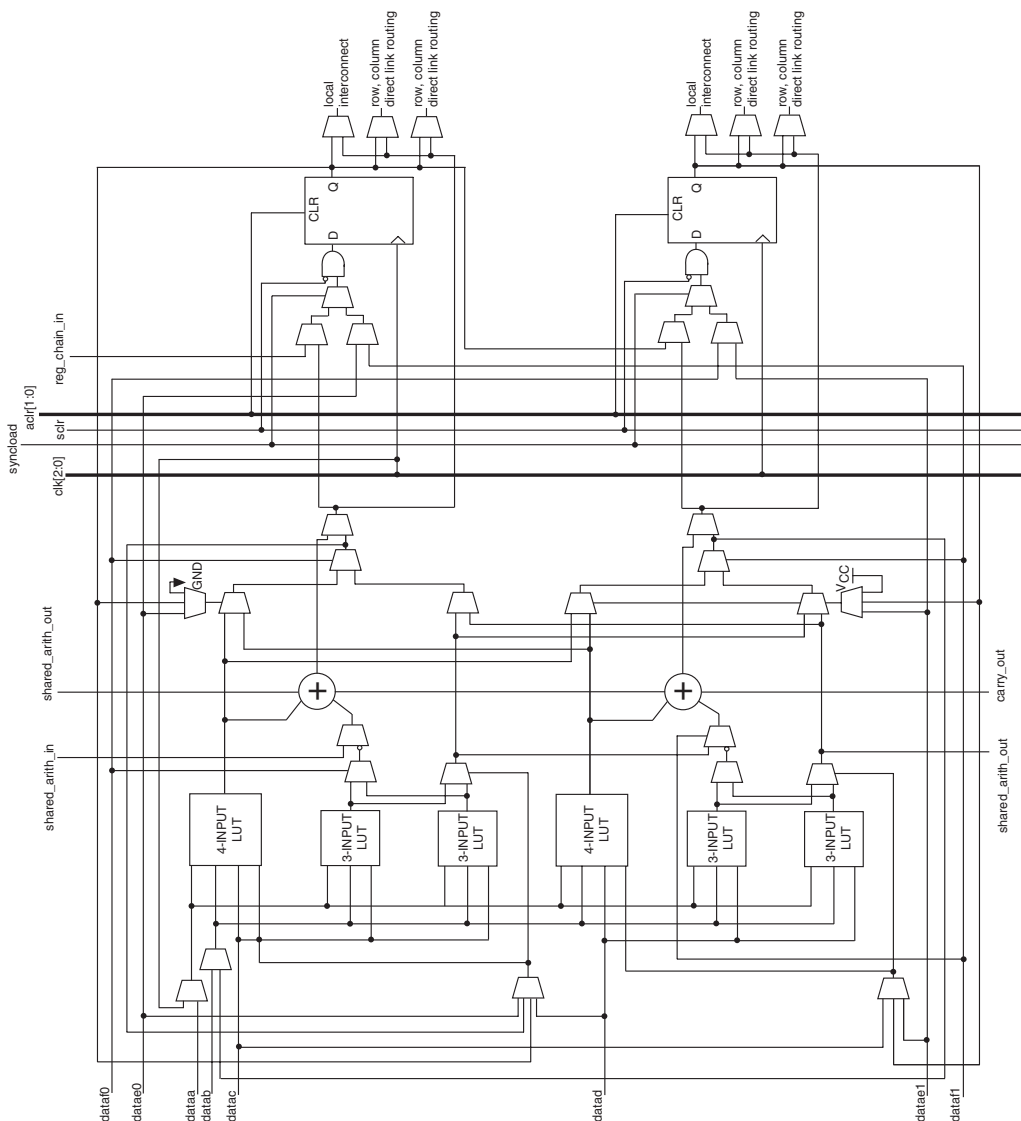 local
interconnect
row, column
direct link routing
row, column
direct link routing
local
interconnect
row, column
direct link routing
row, column
direct link routing
CLR
D
Q
CLR
D
Q
reg_chain_in
aclr[1:0]
sclr
syncload
clk[2:0]
GND
VCC
shared_arith_out
+
+
carry_out
shared_arith_in
shared_arith_out
4-INPUT
LUT
3-INPUT
LUT
3-INPUT
LUT
4-INPUT
LUT
3-INPUT
LUT
3-INPUT
LUT
dataf0
datae0
dataa
datab
datac
datad
datae1
dataf1